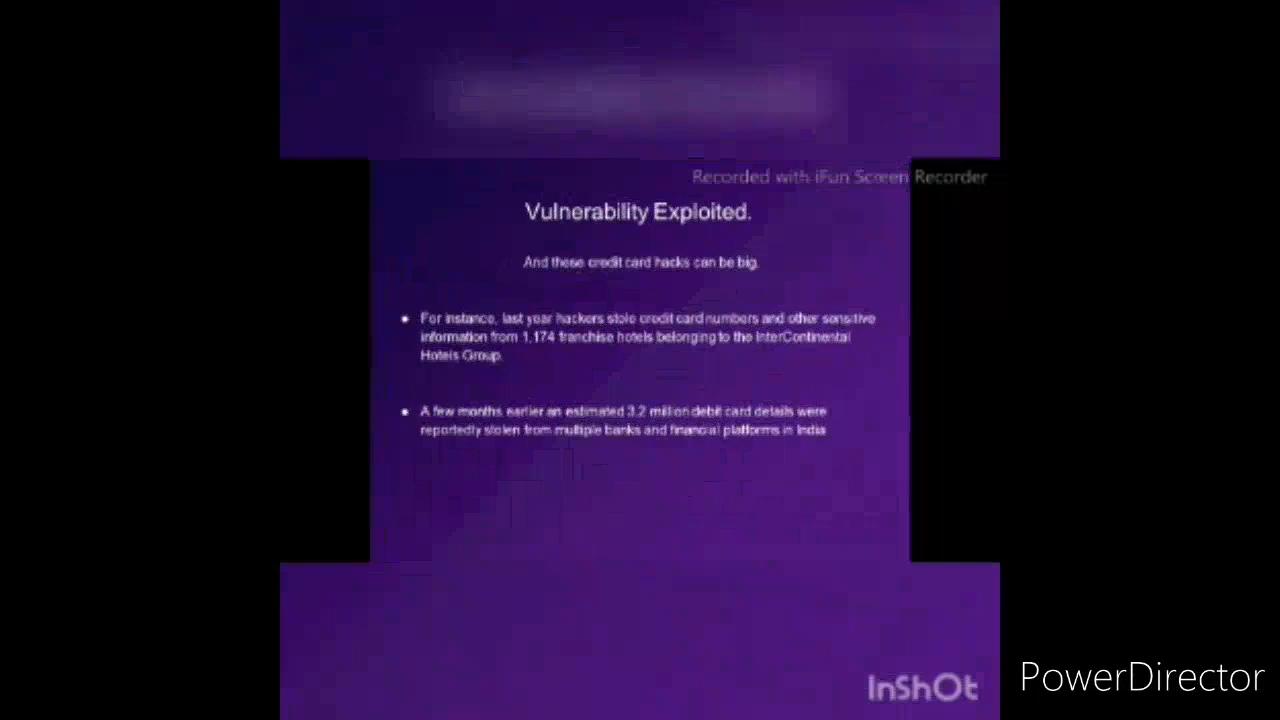 Recorded with iFun Screen Recorder
Vulnerability Exploited.
And these credit card hacks can be big.
● For instance, last year hackers stole credit card numbers and other sensitive
information from 1,174 franchise hotels belonging to the InterContinental
Hotels Group.
● A few months earlier an estimated 3.2 million debit card details were
reportedly stolen from multiple banks and financial platforms in India
InShOt
PowerDirector